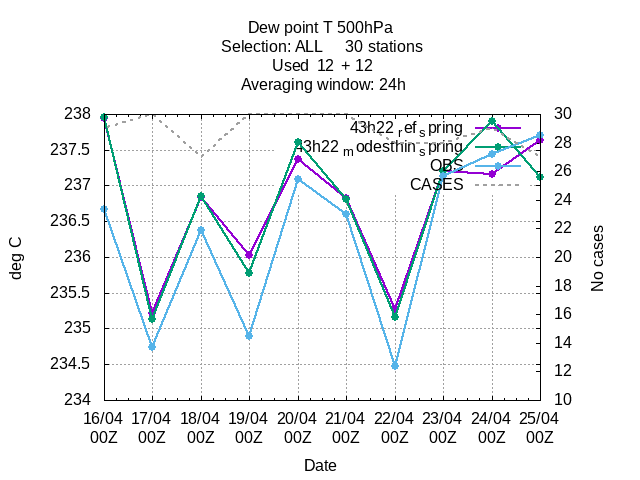 Dew point T 500hPa
Selection: ALL 30 stations
Used 12 + 12
Averaging window: 24h
43h22_ref_spring
43h22_modesthin_spring
OBS
CASES
238
237.5
237
236.5
236
235.5
235
234.5
234
30
28
26
24
22
20
18
16
14
12
10
deg C
No cases
16/04 17/04 18/04 19/04 20/04 21/04 22/04 23/04 24/04 25/04
00Z 00Z 00Z 00Z 00Z 00Z 00Z 00Z 00Z 00Z
Date